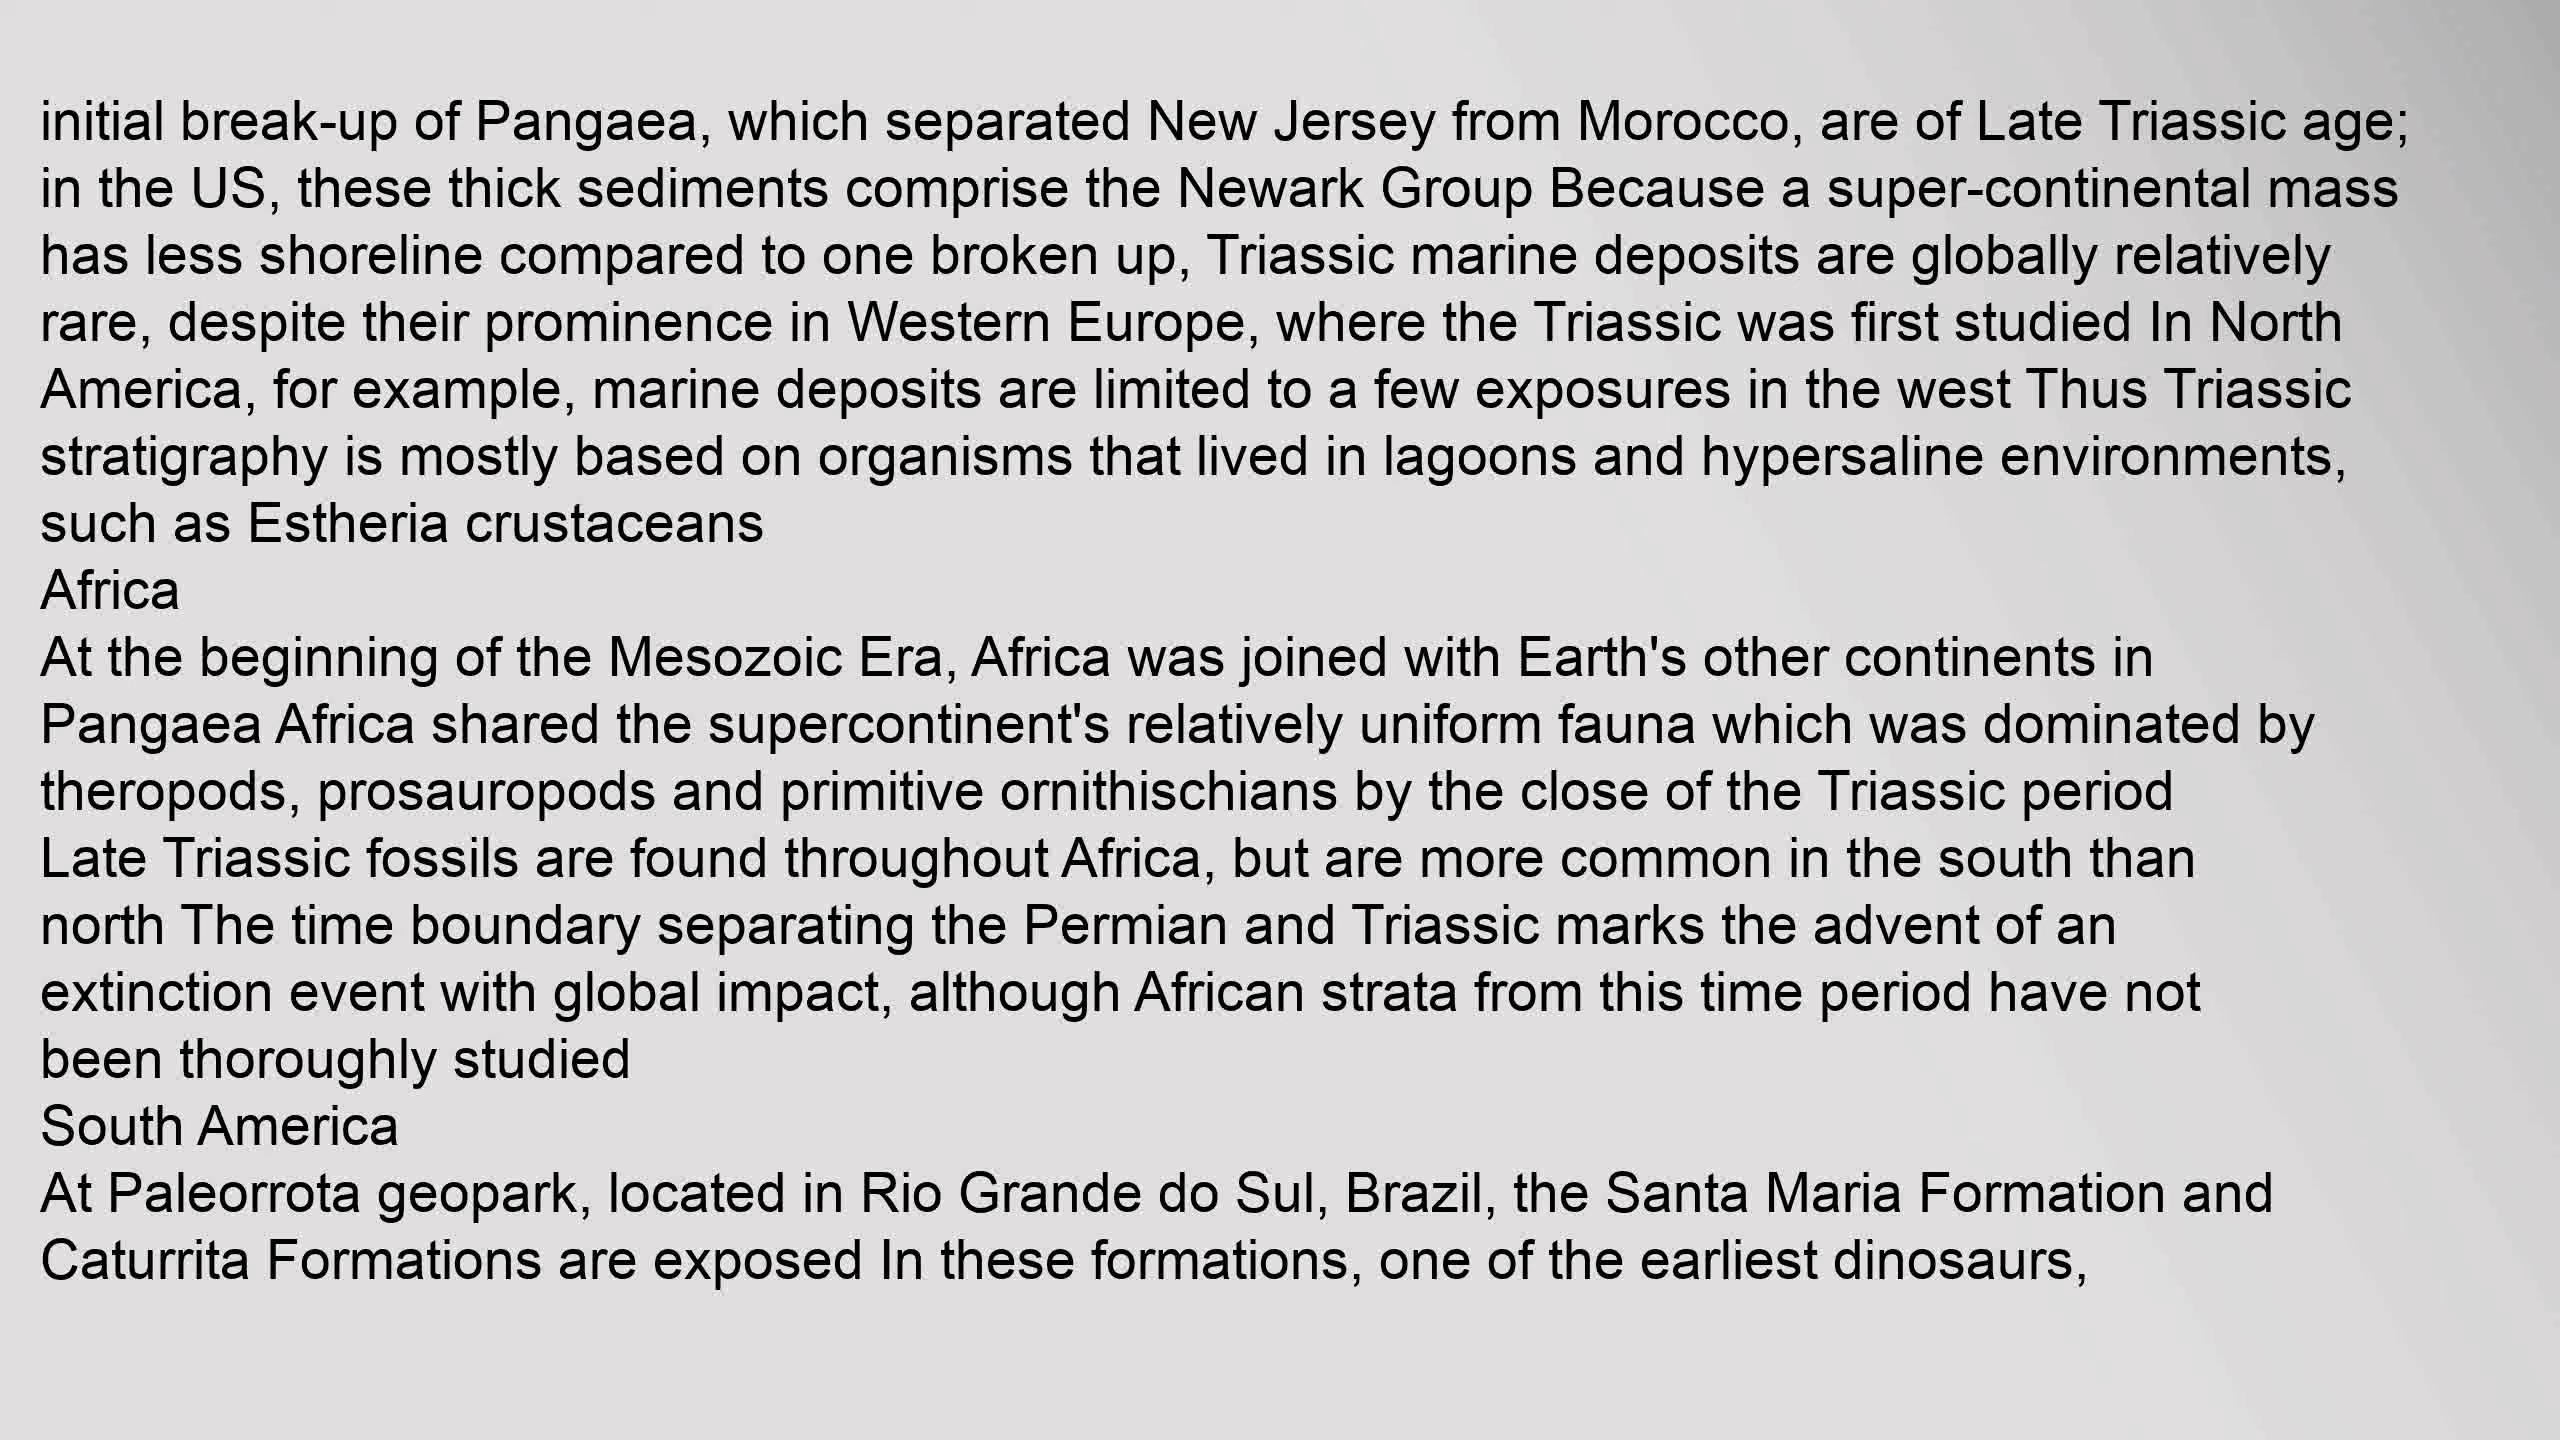 initial break-up of Pangaea, which separated New Jersey from Morocco, are of Late Triassic age;
in the US, these thick sediments comprise the Newark Group Because a super-continental mass
has less shoreline compared to one broken up, Triassic marine deposits are globally relatively
rare, despite their prominence in Western Europe, where the Triassic was first studied In North
America, for example, marine deposits are limited to a few exposures in the west Thus Triassic
stratigraphy is mostly based on organisms that lived in lagoons and hypersaline environments,
such as Estheria crustaceans
Africa
At the beginning of the Mesozoic Era, Africa was joined with Earth's other continents in
Pangaea Africa shared the supercontinent's relatively uniform fauna which was dominated by
theropods, prosauropods and primitive ornithischians by the close of the Triassic period
Late Triassic fossils are found throughout Africa, but are more common in the south than
north The time boundary separating the Permian and Triassic marks the advent of an
extinction event with global impact, although African strata from this time period have not
been thoroughly studied
South America
At Paleorrota geopark, located in Rio Grande do Sul, Brazil, the Santa Maria Formation and
Caturrita Formations are exposed In these formations, one of the earliest dinosaurs,